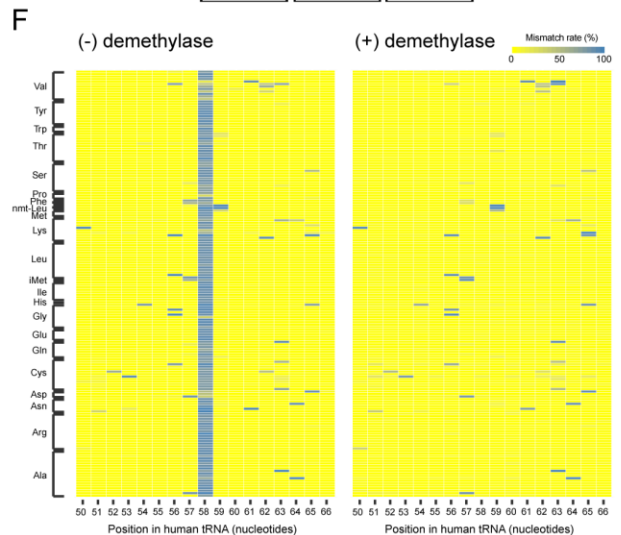 F
(-) demethylase
(+) demethylase
Mismatch rate (%)
0 50 100
Val
Tyr
Trp
Thr
Ser
Pro
Phe
nmt-Leu
Met
Lys
Leu
iMet
Ile
His
Gly
Glu
Gln
Cys
Asp
Asn
Arg
Ala
50 51 52 53 54 55 56 57 58 59 60 61 62 63 64 65 66
50 51 52 53 54 55 56 57 58 59 60 61 62 63 64 65 66
Position in human tRNA (nucleotides)
Position in human tRNA (nucleotides)